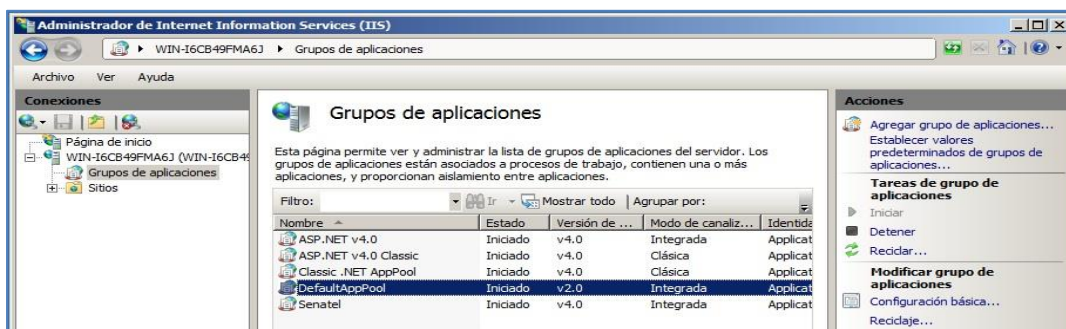 Administrador de Internet Information Services (IIS)
WIN-I6CB49FMA6J Grupos de aplicaciones
Archivo Ver Ayuda
Conexiones
Página de inicio
WIN-I6CB49FMA6J (WIN-I6CB49
Grupos de aplicaciones
Sitios
Grupos de aplicaciones
Esta página permite ver y administrar la lista de grupos de aplicaciones del servidor. Los
grupos de aplicaciones están asociados a procesos de trabajo, contienen una o más
aplicaciones, y proporcionan aislamiento entre aplicaciones.
Filtro: Ir Mostrar todo Agrupar por:
Nombre Estado Versión de ... Modo de canaliz... Identida
ASP.NET v4.0 Iniciado v4.0 Integrada Applicat
ASP.NET v4.0 Classic Iniciado v4.0 Clásica Applicat
Classic .NET AppPool Iniciado v4.0 Clásica Applicat
DefaultAppPool Iniciado v2.0 Integrada Applicat
Senatel Iniciado v4.0 Integrada Applicat
Acciones
Agregar grupo de aplicaciones...
Establecer valores
predeterminados de grupos de
aplicaciones...
Tareas de grupo de
aplicaciones
Iniciar
Detener
Reciclar...
Modificar grupo de
aplicaciones
Configuración básica...
Reciclaje...